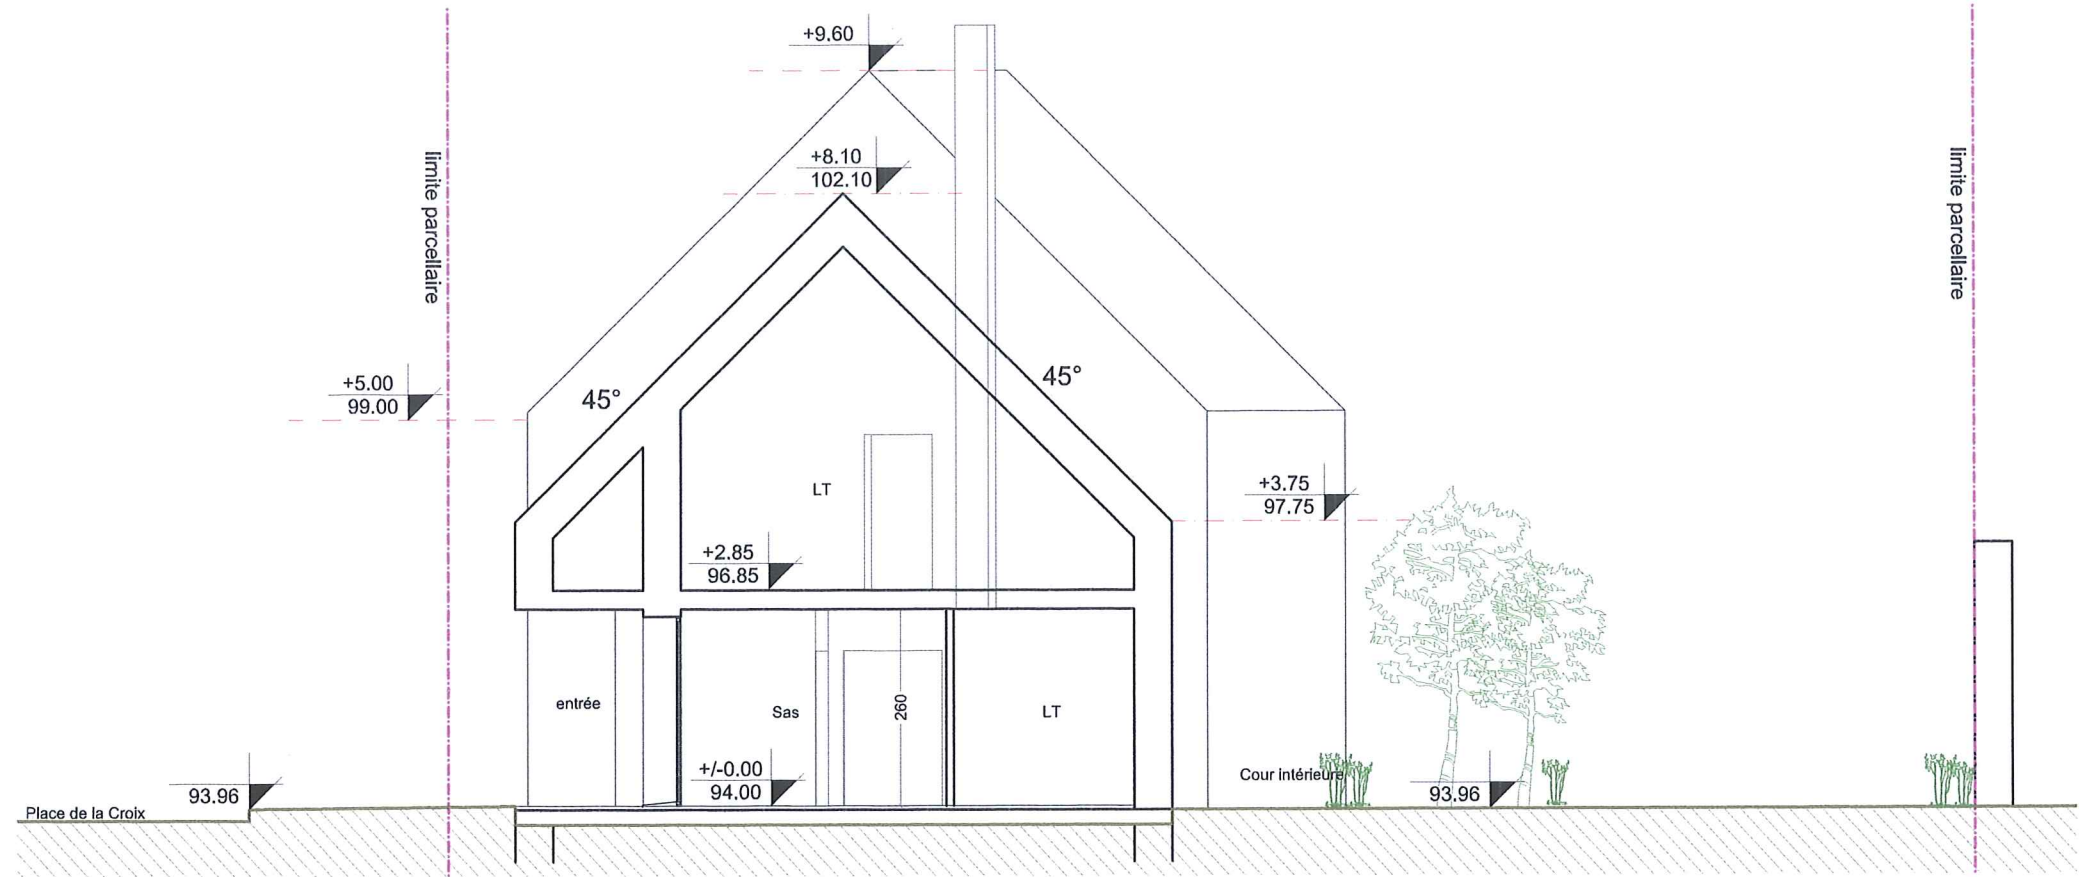 +9.60
limite parcellaire
limite parcellaire
+8.10
102.10
45°
45°
+5.00
99.00
+3.75
97.75
LT
+2.85
96.85
entrée
Sas
260
LT
+/-0.00
94.00
Cour intérieure
93.96
93.96
Place de la Croix